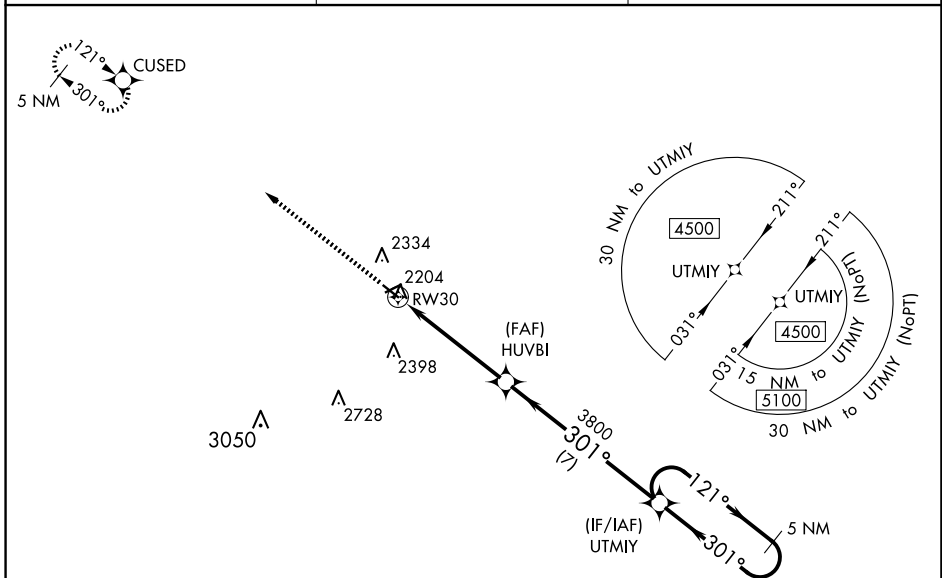 121°
CUSED
5 NM
301°
30 NM to UTMIY
211°
4500
UTMIY
031°
211°
UTMIY
4500
031°
15 NM to UTMIY (NoPT)
5100
30 NM to UTMIY (NoPT)
2334
2204
RW30
(FAF)
HUVBI
2398
2728
3050
3800
301°
(7)
121°
(IF/IAF)
UTMIY
5 NM
301°